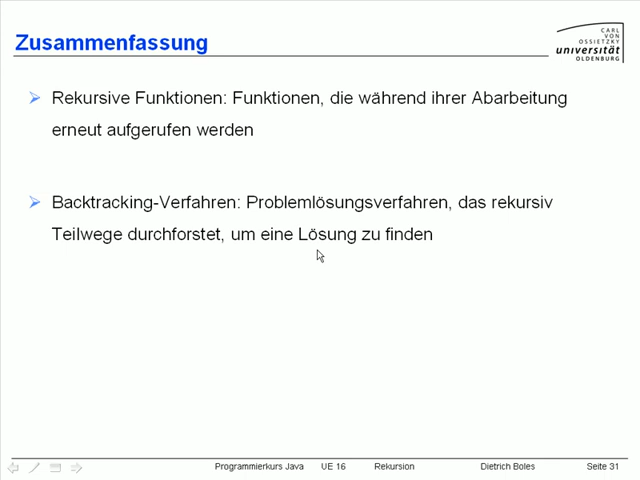 Zusammenfassung
CARL
VON
OSSIETZKY
universität
OLDENBURG
Rekursive Funktionen: Funktionen, die während ihrer Abarbeitung
erneut aufgerufen werden
Backtracking-Verfahren: Problemlösungsverfahren, das rekursiv
Teilwege durchforstet, um eine Lösung zu finden
Programmierkurs Java UE 16 Rekursion Dietrich Boles Seite 31